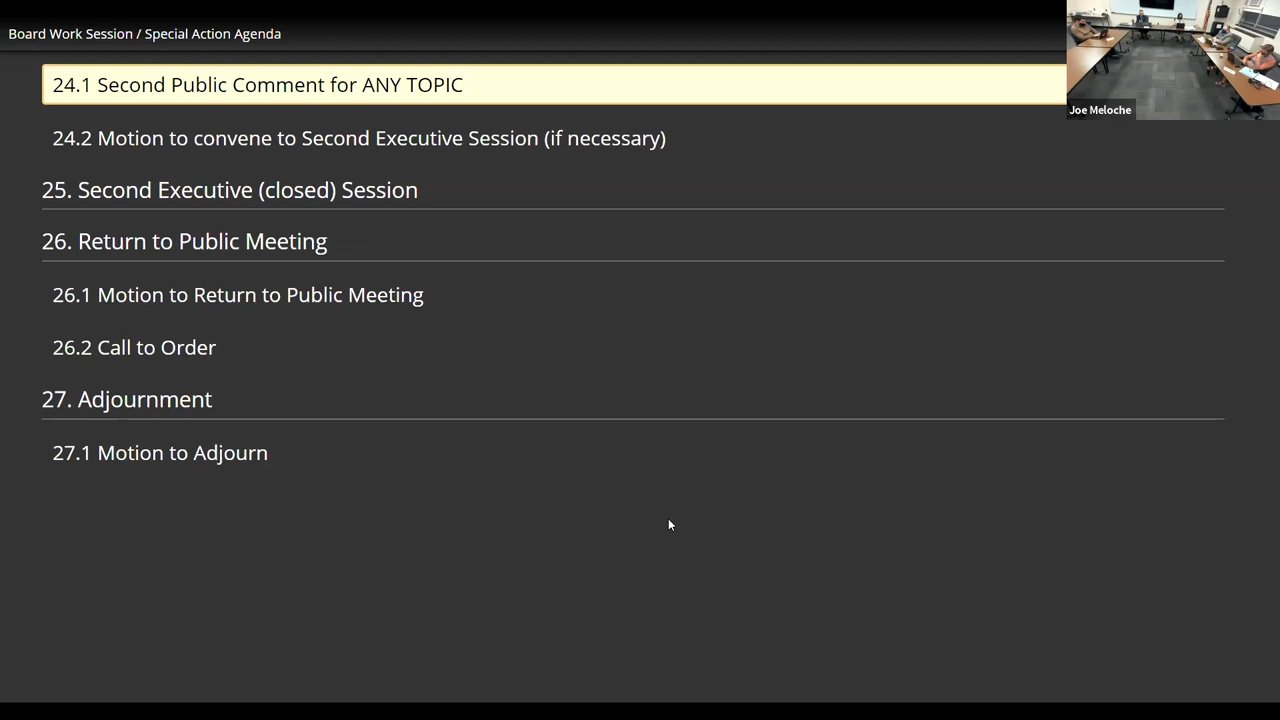 Board Work Session / Special Action Agenda
24.1 Second Public Comment for ANY TOPIC
Joe Meloche
24.2 Motion to convene to Second Executive Session (if necessary)
25. Second Executive (closed) Session
26. Return to Public Meeting
26.1 Motion to Return to Public Meeting
26.2 Call to Order
27. Adjournment
27.1 Motion to Adjourn